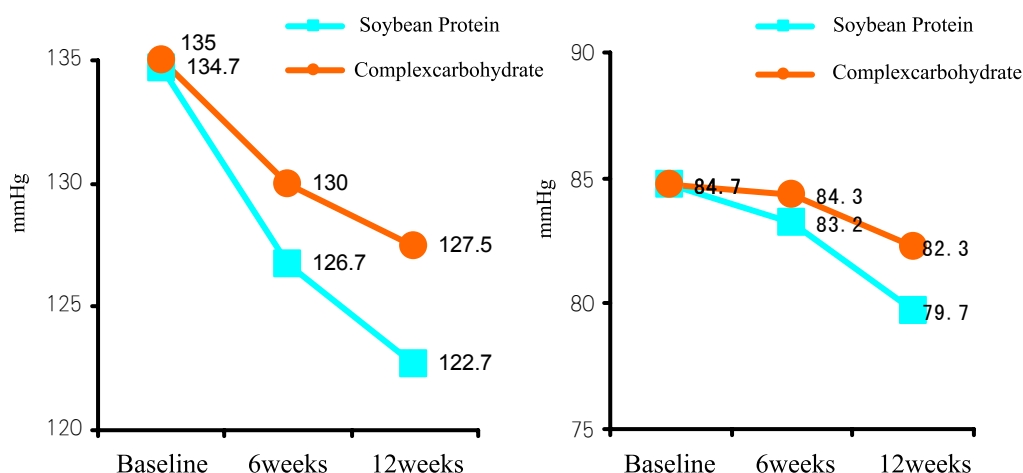 Soybean Protein
Complexcarbohydrate
135
130
125
120
mmHg
135
134.7
130
126.7
127.5
122.7
Baseline 6weeks 12weeks
Soybean Protein
Complexcarbohydrate
90
85
80
75
mmHg
84.7
84.3
83.2
82.3
79.7
Baseline 6weeks 12weeks